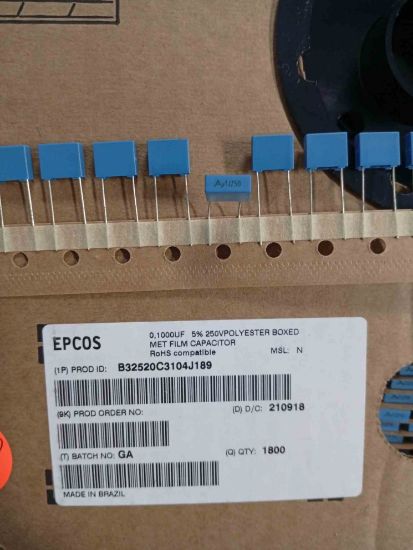 EPCOS
0,1000UF 5% 250VPOLYESTER BOXED
MET FILM CAPACITOR
RoHS compatible
MSL: N
(1P) PROD ID: B32520C3104J189
(9K) PROD ORDER NO:
(D) D/C: 210918
(T) BATCH NO: GA
(Q) QTY: 1800
MADE IN BRAZIL